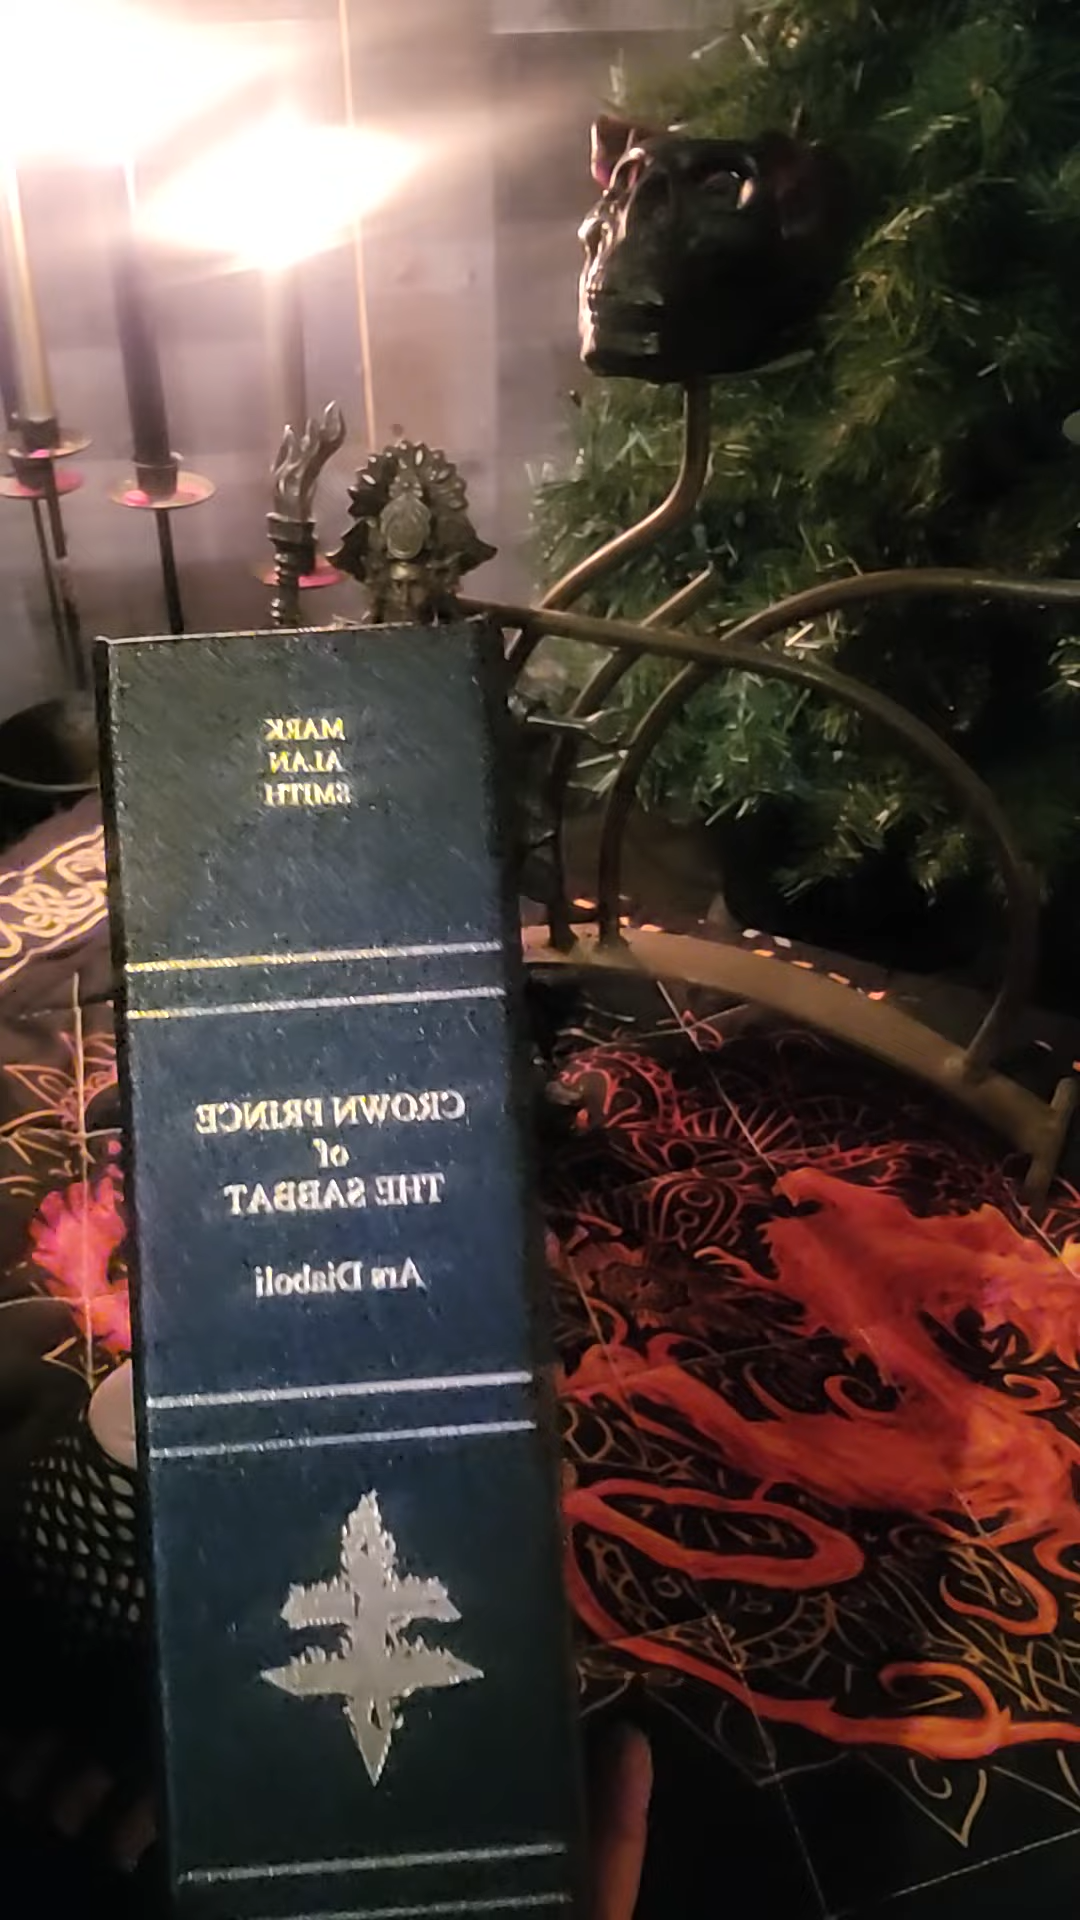 MARK
ALAN
SMITH
CROWN PRINCE
of
THE SABBAT
Ars Diaboli